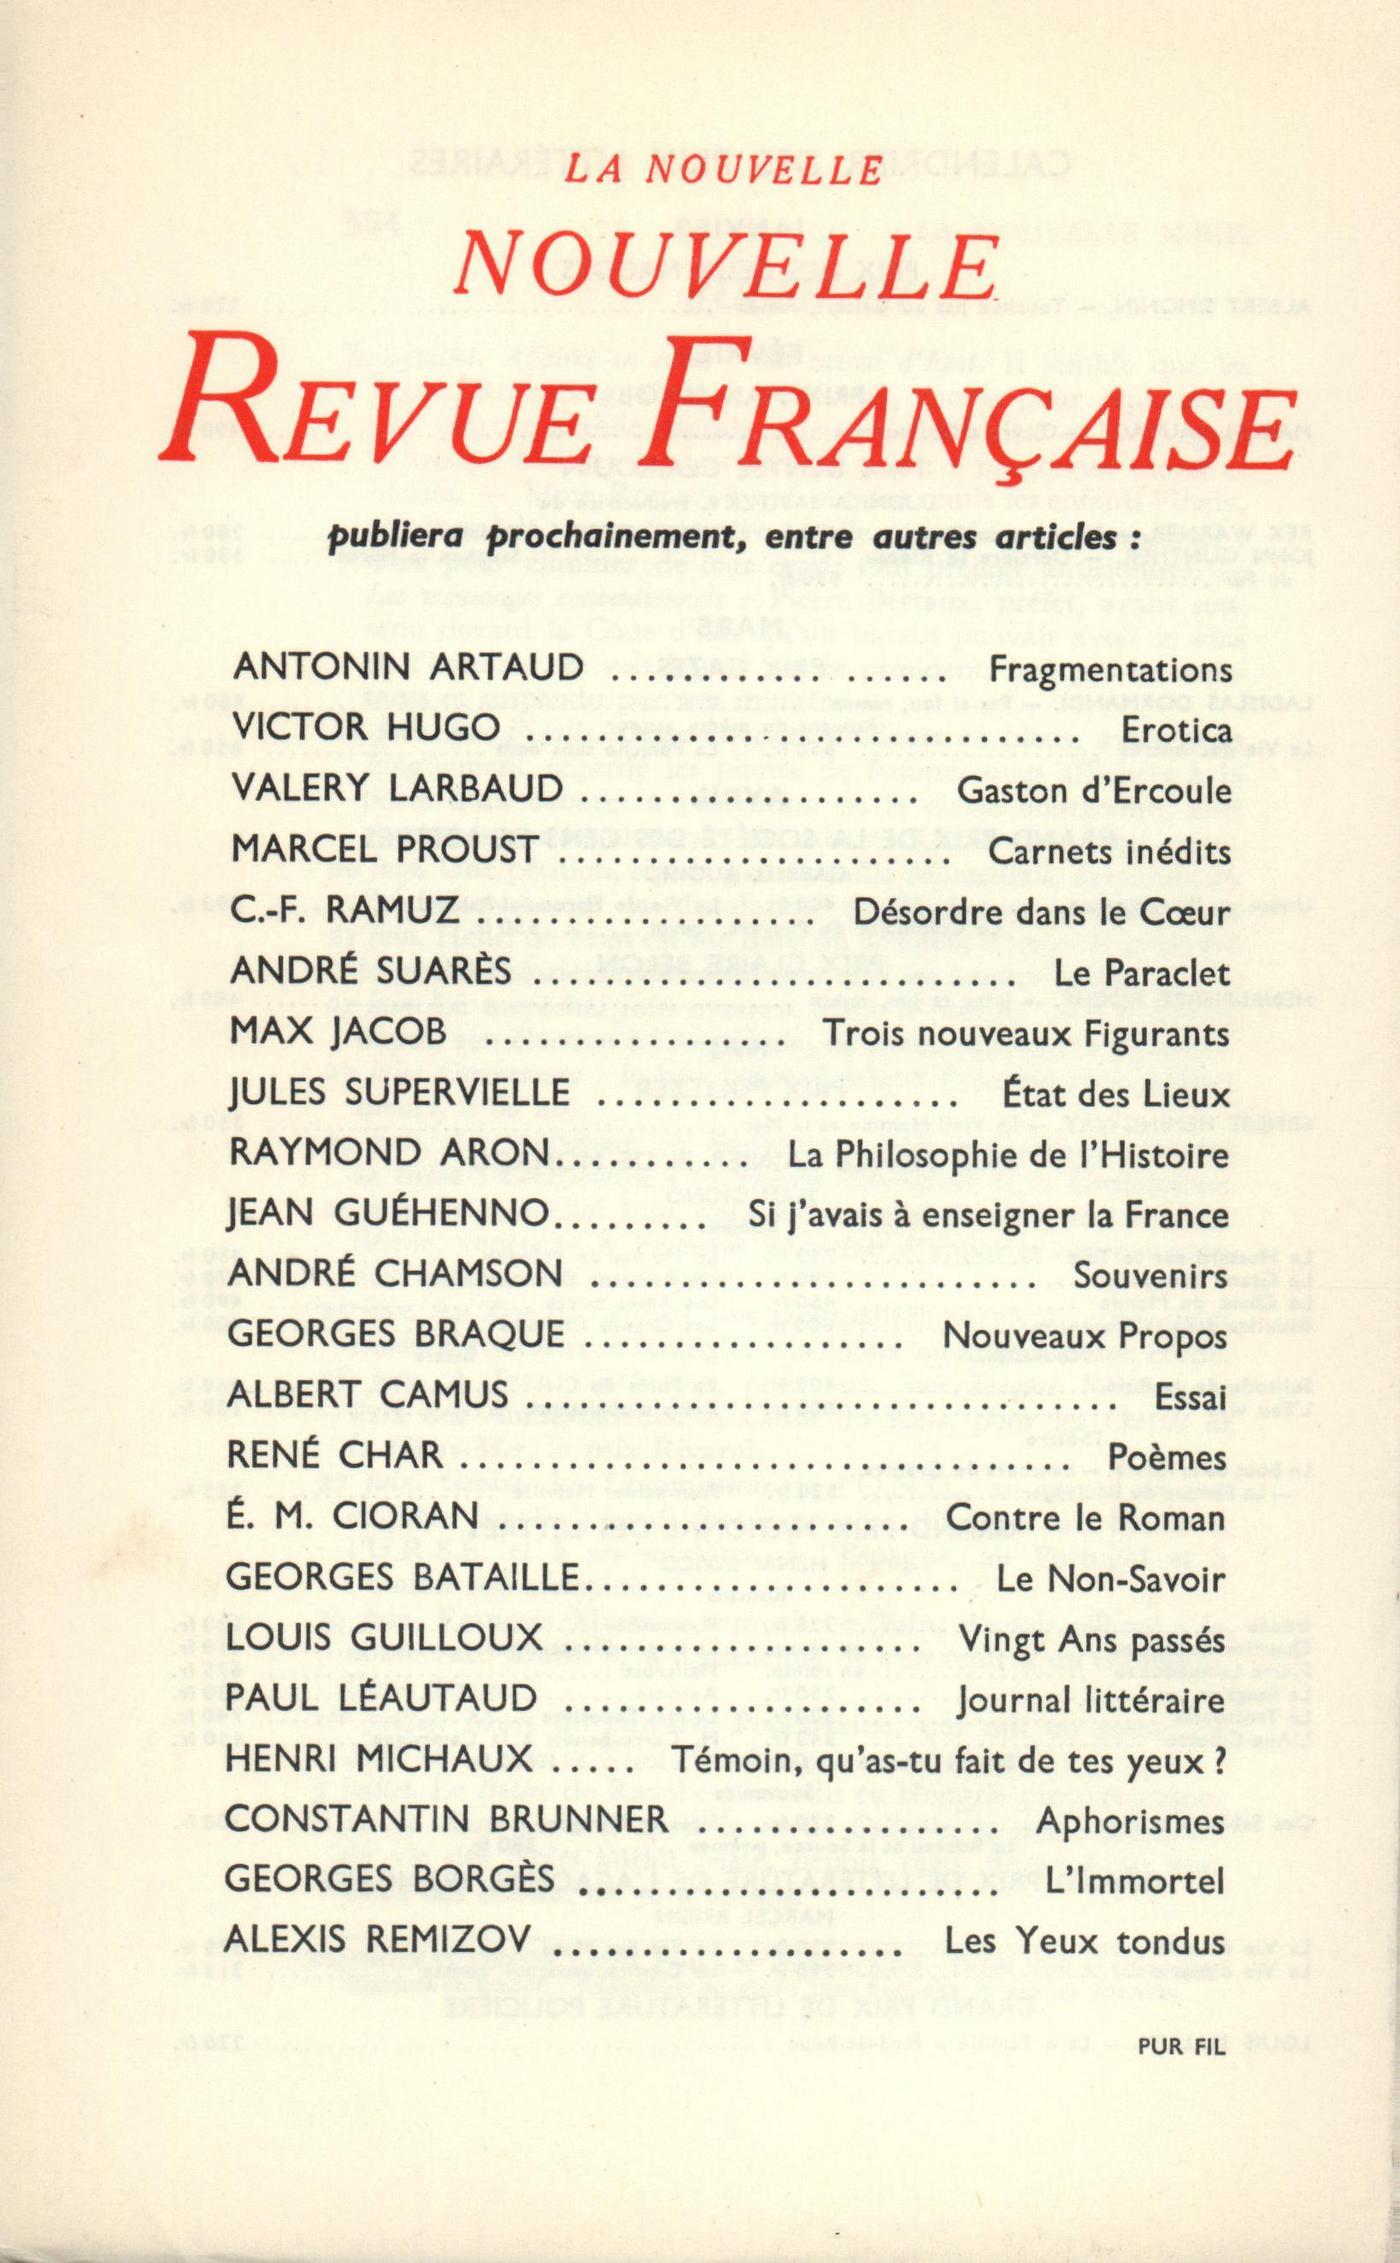 LA NOUVELLE
NOUVELLE
REVUE FRANÇAISE
publiera prochainement, entre autres articles :
ANTONIN ARTAUD .................. Fragmentations
VICTOR HUGO ............................... Erotica
VALERY LARBAUD ................... Gaston d'Ercoule
MARCEL PROUST ...................... Carnets inédits
C.-F. RAMUZ ................... Désordre dans le Cœur
ANDRÉ SUARÈS ........................... Le Paraclet
MAX JACOB ................. Trois nouveaux Figurants
JULES SUPERVIELLE .................... État des Lieux
RAYMOND ARON........... La Philosophie de l'Histoire
JEAN GUÉHENNO......... Si j'avais à enseigner la France
ANDRÉ CHAMSON ......................... Souvenirs
GEORGES BRAQUE .................. Nouveaux Propos
ALBERT CAMUS ................................. Essai
RENÉ CHAR .................................. Poèmes
É. M. CIORAN ....................... Contre le Roman
GEORGES BATAILLE..................... Le Non-Savoir
LOUIS GUILLOUX .................... Vingt Ans passés
PAUL LÉAUTAUD .................... Journal littéraire
HENRI MICHAUX ..... Témoin, qu'as-tu fait de tes yeux ?
CONSTANTIN BRUNNER ................. Aphorismes
GEORGES BORGÈS ........................ L'Immortel
ALEXIS REMIZOV .................... Les Yeux tondus
PUR FIL